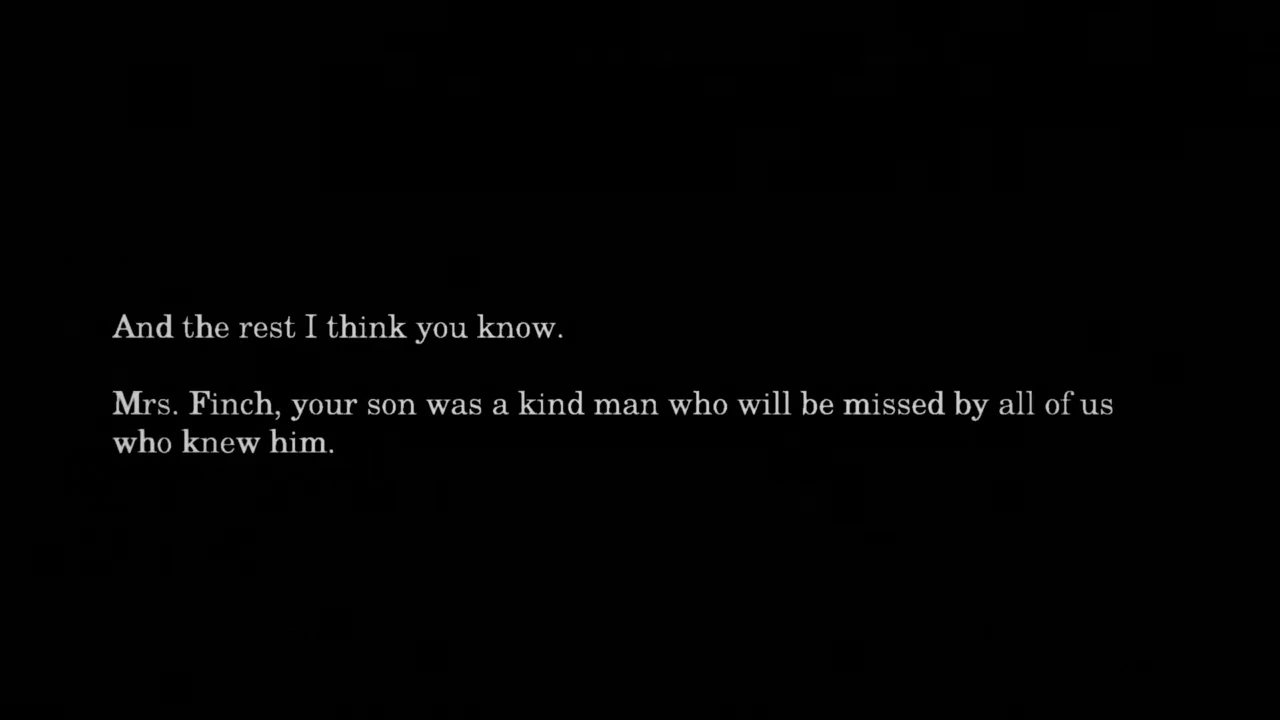 And the rest I think you know.
Mrs. Finch, your son was a kind man who will be missed by all of us
who knew him.